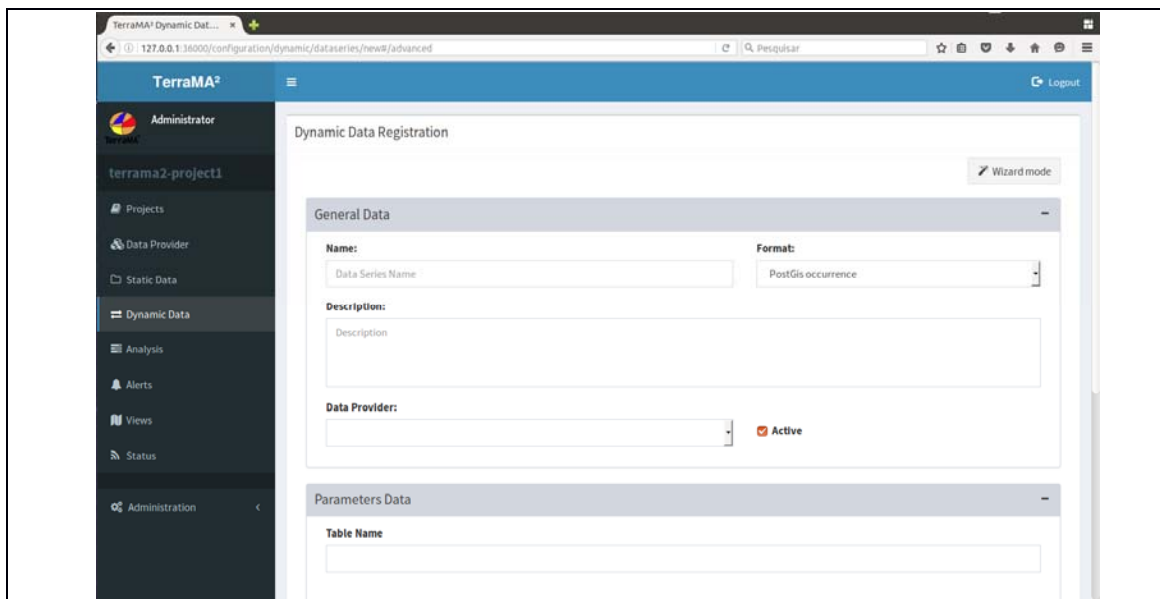 TerraMA² Dynamic Dat... ×
127.0.0.1:36000/configuration/dynamic/dataseries/new#/advanced
Pesquisar
TerraMA²
Logout
Administrator
TerraMA²
Dynamic Data Registration
terrama2-project1
Wizard mode
Projects
Data Provider
Static Data
Dynamic Data
Analysis
Alerts
Views
Status
Administration
General Data
Name:
Data Series Name
Format:
PostGis occurrence
Description:
Description
Data Provider:
Active
Parameters Data
Table Name